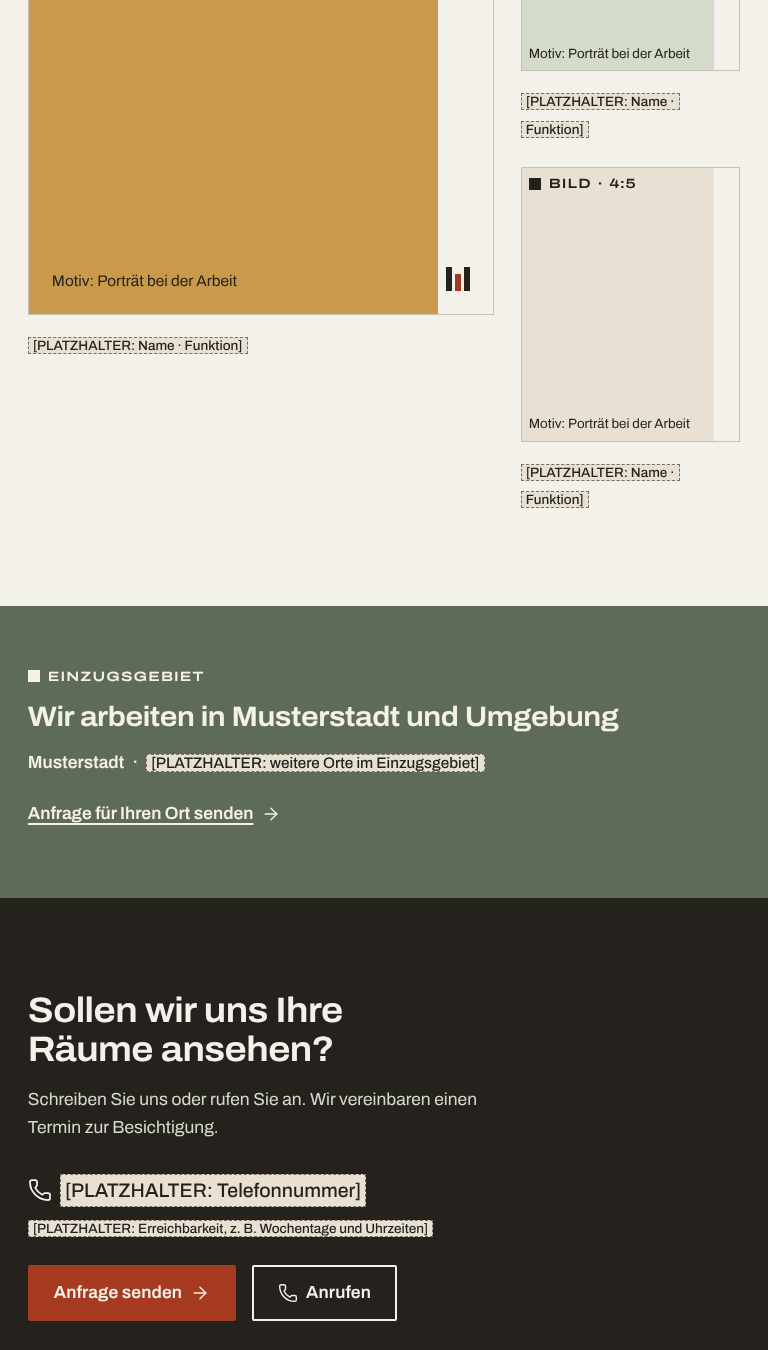 Motiv: Porträt bei der Arbeit
[PLATZHALTER: Name · Funktion]
Motiv: Porträt bei der Arbeit
[PLATZHALTER: Name ·
Funktion]
BILD · 4:5
Motiv: Porträt bei der Arbeit
[PLATZHALTER: Name ·
Funktion]
EINZUGSGEBIET
Wir arbeiten in Musterstadt und Umgebung
Musterstadt · [PLATZHALTER: weitere Orte im Einzugsgebiet]
Anfrage für Ihren Ort senden
Sollen wir uns Ihre
Räume ansehen?
Schreiben Sie uns oder rufen Sie an. Wir vereinbaren einen
Termin zur Besichtigung.
[PLATZHALTER: Telefonnummer]
[PLATZHALTER: Erreichbarkeit, z. B. Wochentage und Uhrzeiten]
Anfrage senden
Anrufen